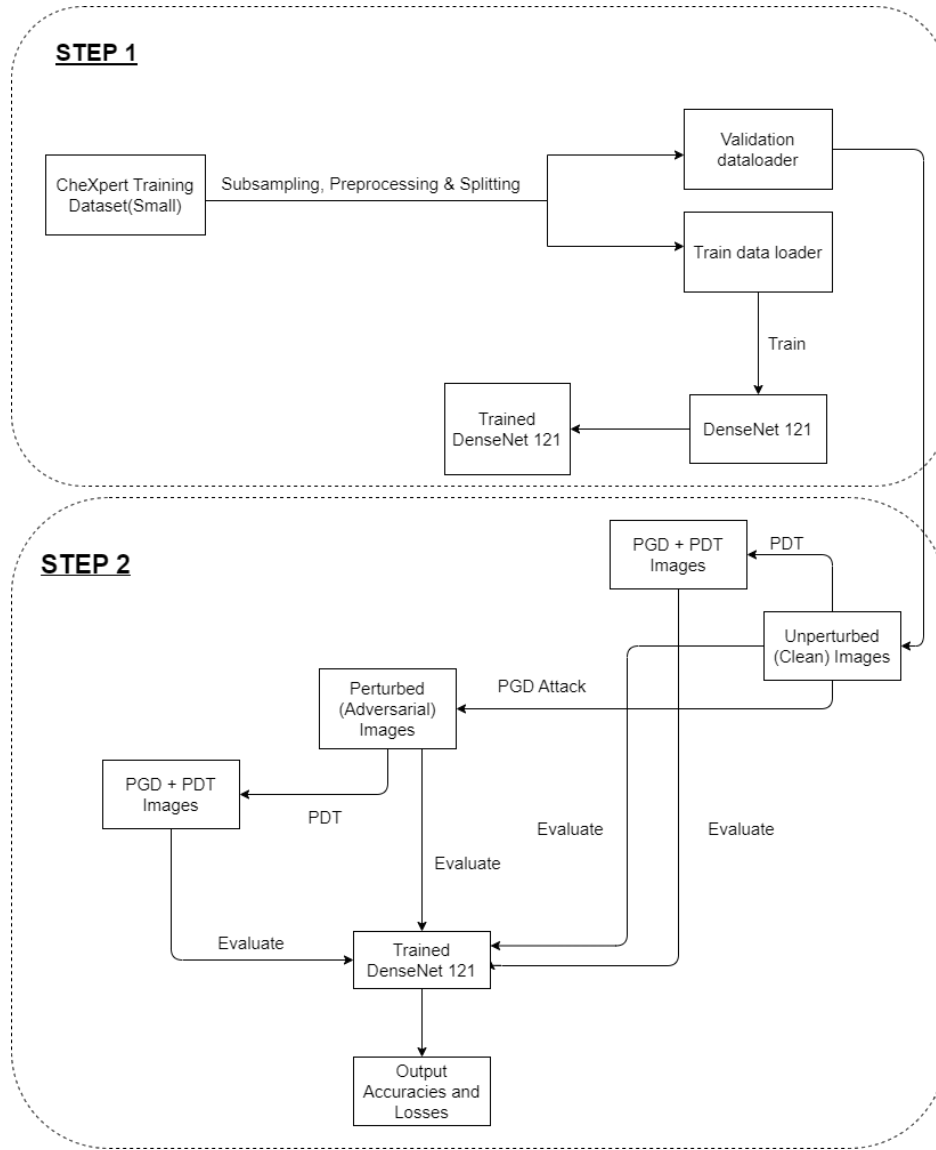 STEP 1
Validation
dataloader
CheXpert Training
Dataset(Small)
Subsampling, Preprocessing & Splitting
Train data loader
Train
Trained
DenseNet 121
DenseNet 121
STEP 2
PGD + PDT
Images
PDT
Unperturbed
(Clean) Images
Perturbed
(Adversarial)
Images
PGD Attack
PGD + PDT
Images
PDT
Evaluate
Evaluate
Evaluate
Evaluate
Trained
DenseNet 121
Output
Accuracies and
Losses